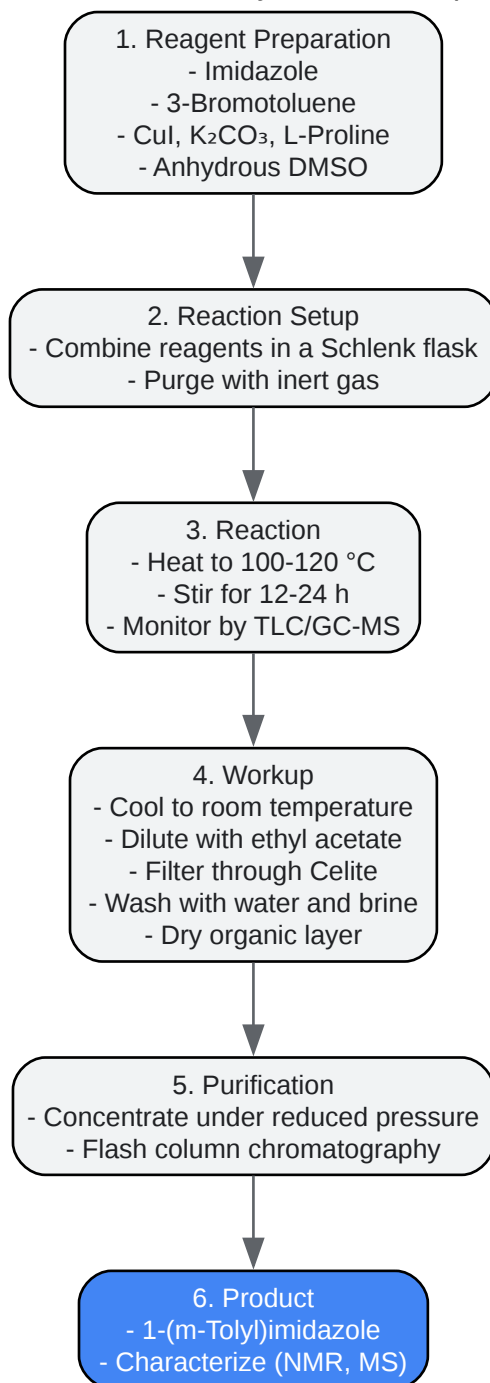 1. Reagent Preparation
- Imidazole
- 3-Bromotoluene
- CuI, K₂CO₃, L-Proline
- Anhydrous DMSO
2. Reaction Setup
- Combine reagents in a Schlenk flask
- Purge with inert gas
3. Reaction
- Heat to 100-120 °C
- Stir for 12-24 h
- Monitor by TLC/GC-MS
4. Workup
- Cool to room temperature
- Dilute with ethyl acetate
- Filter through Celite
- Wash with water and brine
- Dry organic layer
5. Purification
- Concentrate under reduced pressure
- Flash column chromatography
6. Product
- 1-(m-Tolyl)imidazole
- Characterize (NMR, MS)